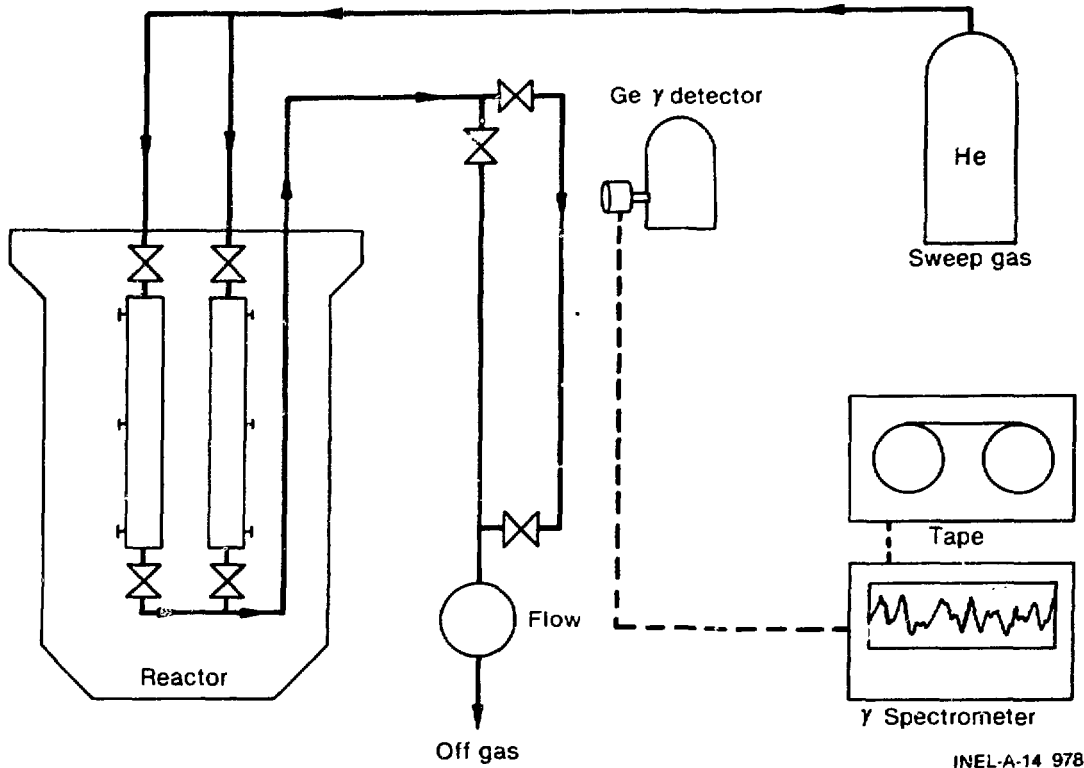 Ge γ detector
He
Sweep gas
Tape
Flow
Reactor
γ Spectrometer
Off gas
INEL-A-14 978